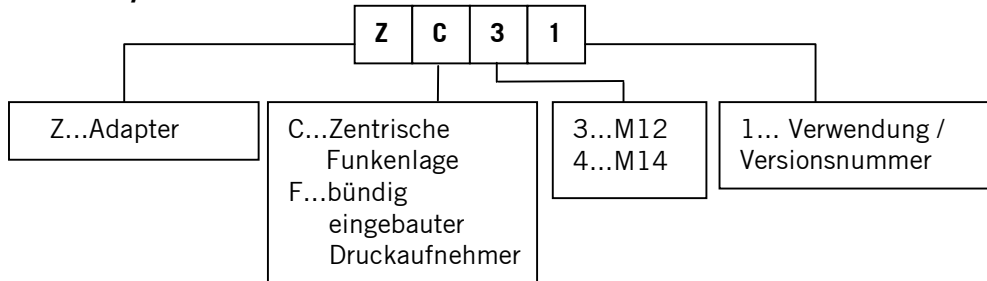 Z C 3 1
Z...Adapter
C...Zentrische
Funkenlage
F...bündig
eingebauter
Druckaufnehmer
3...M12
4...M14
1... Verwendung /
Versionsnummer